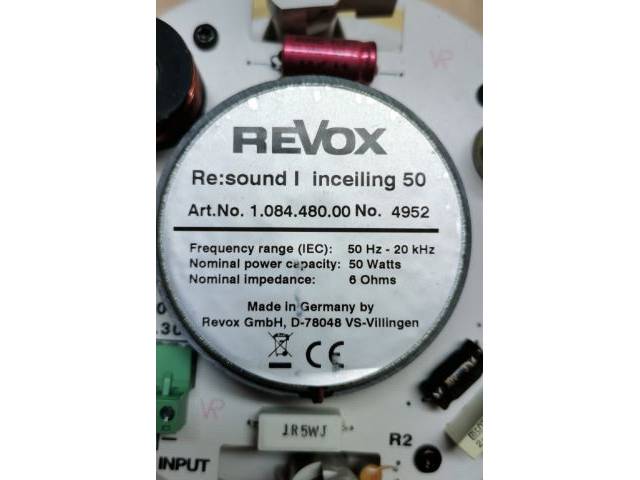 REVOX
Re:sound I inceiling 50
Art.No. 1.084.480.00 No. 4952
Frequency range (IEC): 50 Hz - 20 kHz
Nominal power capacity: 50 Watts
Nominal impedance: 6 Ohms
Made in Germany by
Revox GmbH, D-78048 VS-Villingen
CE
VR
VR
JR5WJ
R2
INPUT